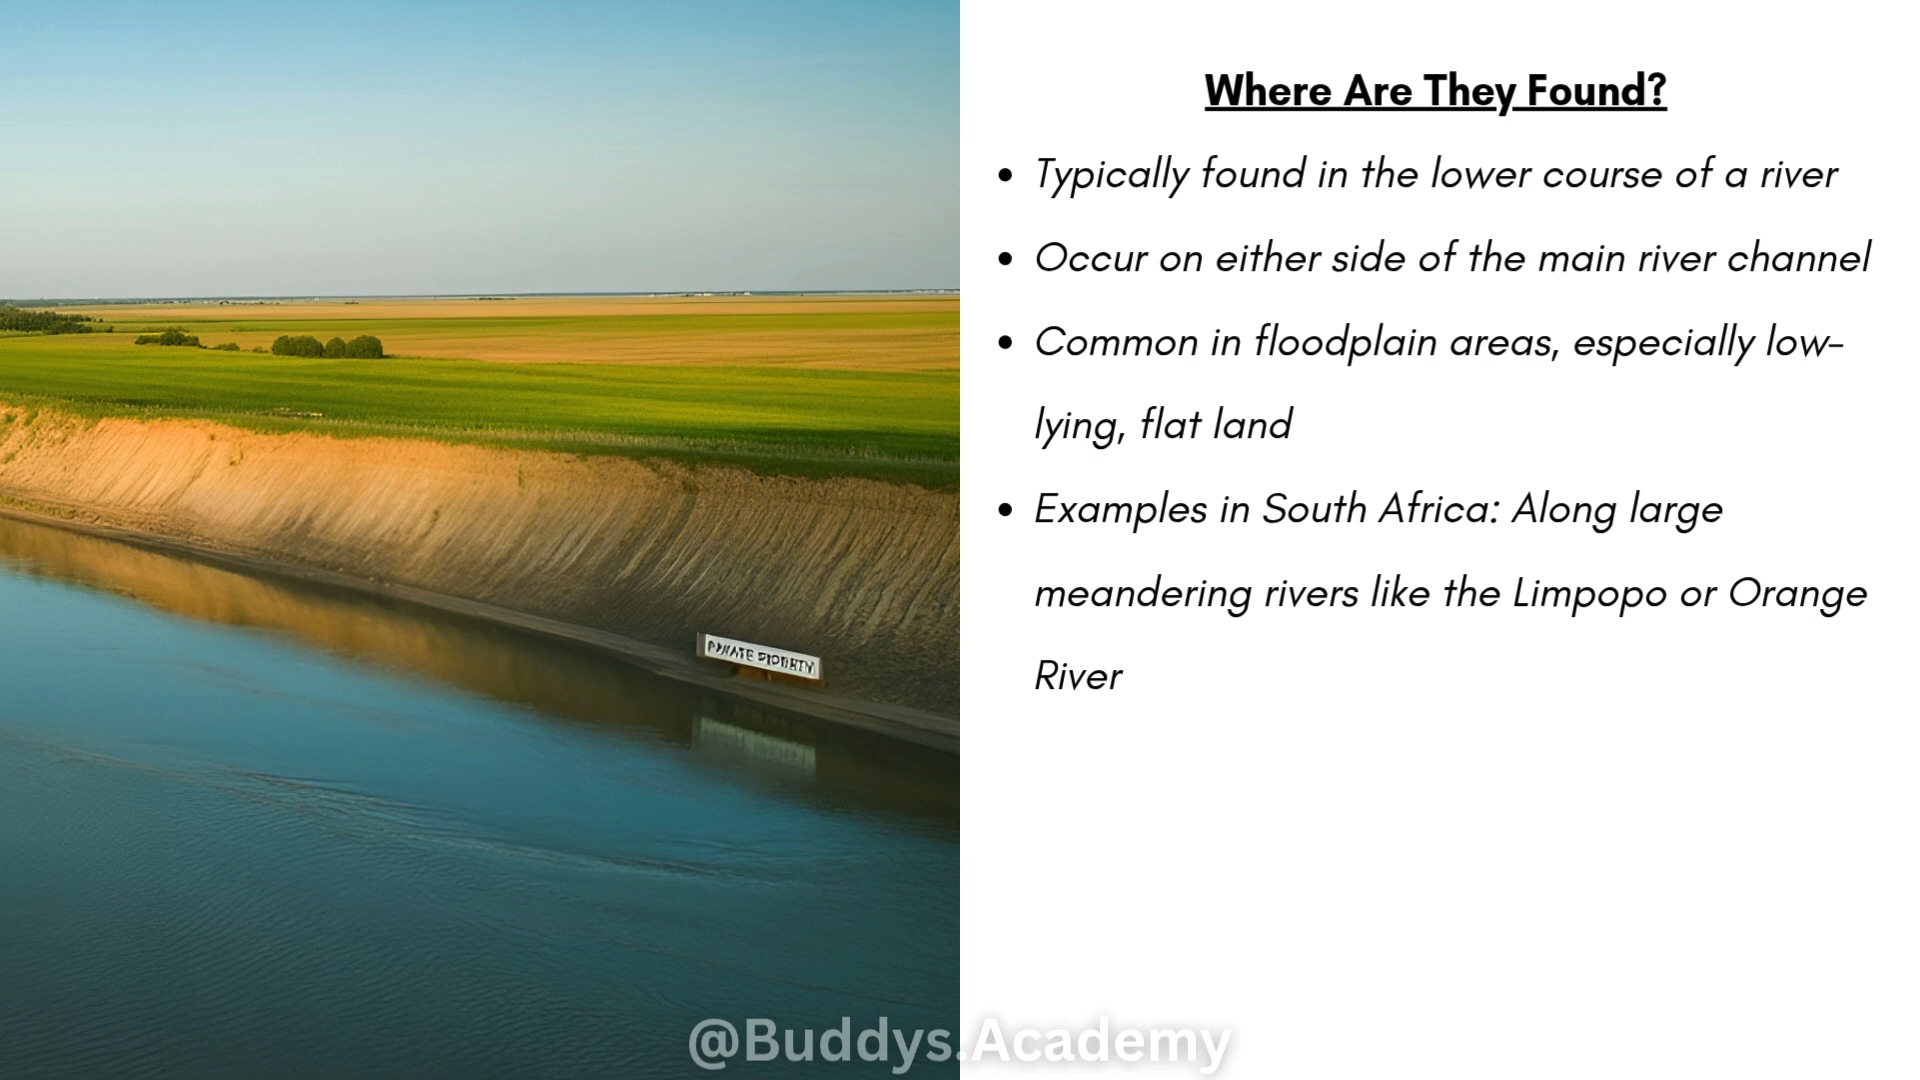 Where Are They Found?
• Typically found in the lower course of a river
• Occur on either side of the main river channel
• Common in floodplain areas, especially low-
lying, flat land
• Examples in South Africa: Along large
meandering rivers like the Limpopo or Orange
River
@Buddys.Academy